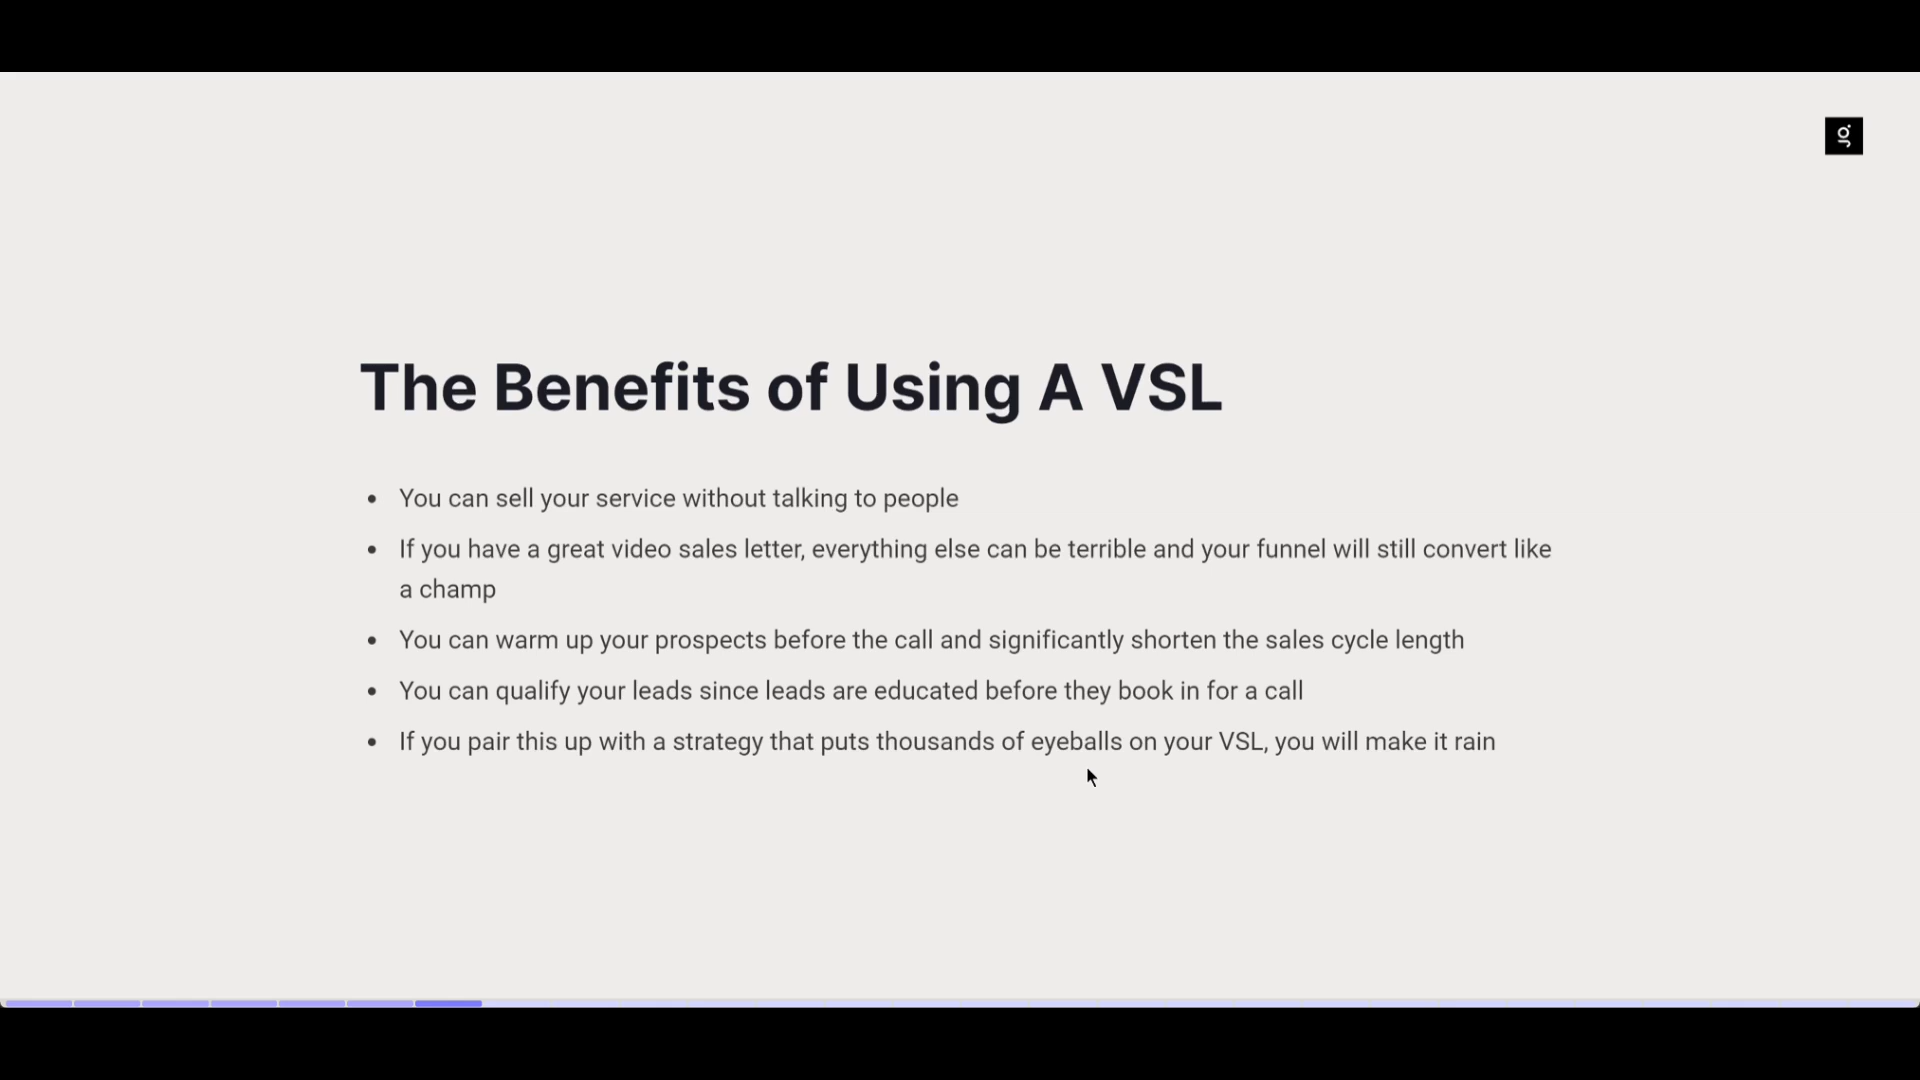 g
The Benefits of Using A VSL
• You can sell your service without talking to people
• If you have a great video sales letter, everything else can be terrible and your funnel will still convert like
a champ
• You can warm up your prospects before the call and significantly shorten the sales cycle length
• You can qualify your leads since leads are educated before they book in for a call
• If you pair this up with a strategy that puts thousands of eyeballs on your VSL, you will make it rain